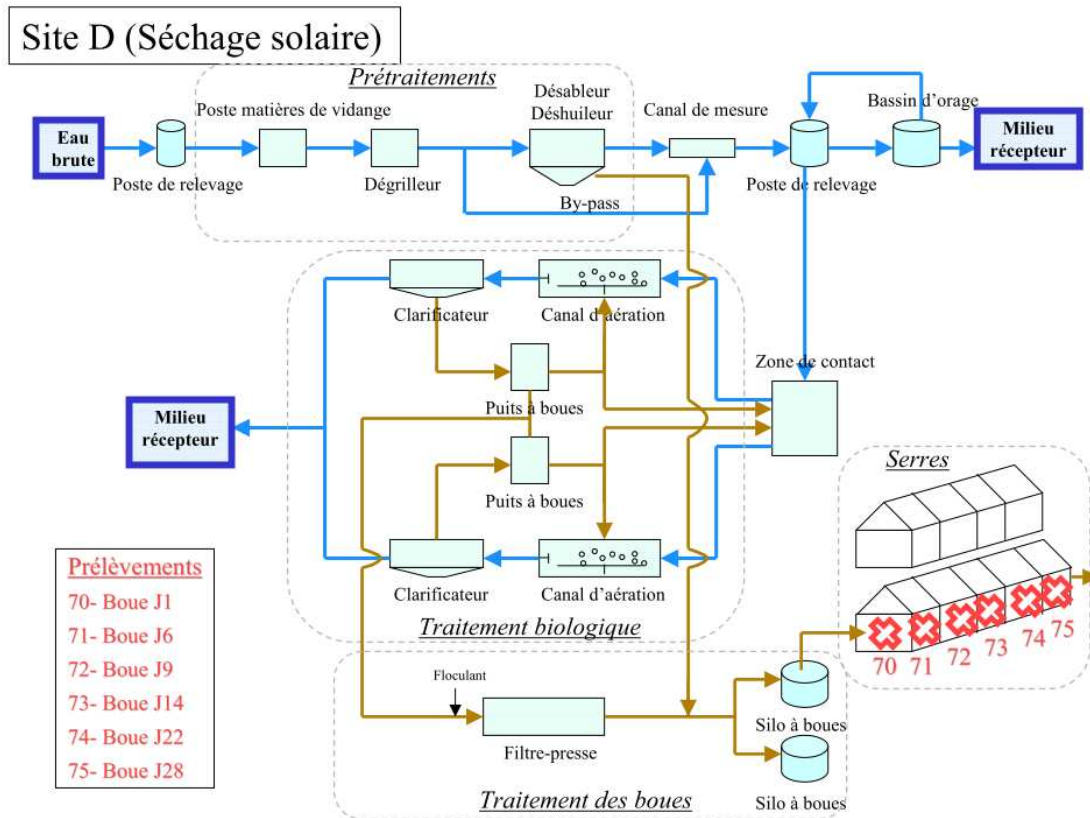 Site D (Séchage solaire)
Prétraitements
Eau
brute
Poste de relevage
Poste matières de vidange
Dégrilleur
Désableur
Déshuileur
By-pass
Canal de mesure
Poste de relevage
Bassin d'orage
Milieu
récepteur
Clarificateur
Canal d'aération
Zone de contact
Puits à boues
Milieu
récepteur
Puits à boues
Clarificateur
Canal d'aération
Traitement biologique
Serres
70
71
72
73
74
75
Prélèvements
70- Boue J1
71- Boue J6
72- Boue J9
73- Boue J14
74- Boue J22
75- Boue J28
Floculant
Filtre-presse
Silo à boues
Silo à boues
Traitement des boues